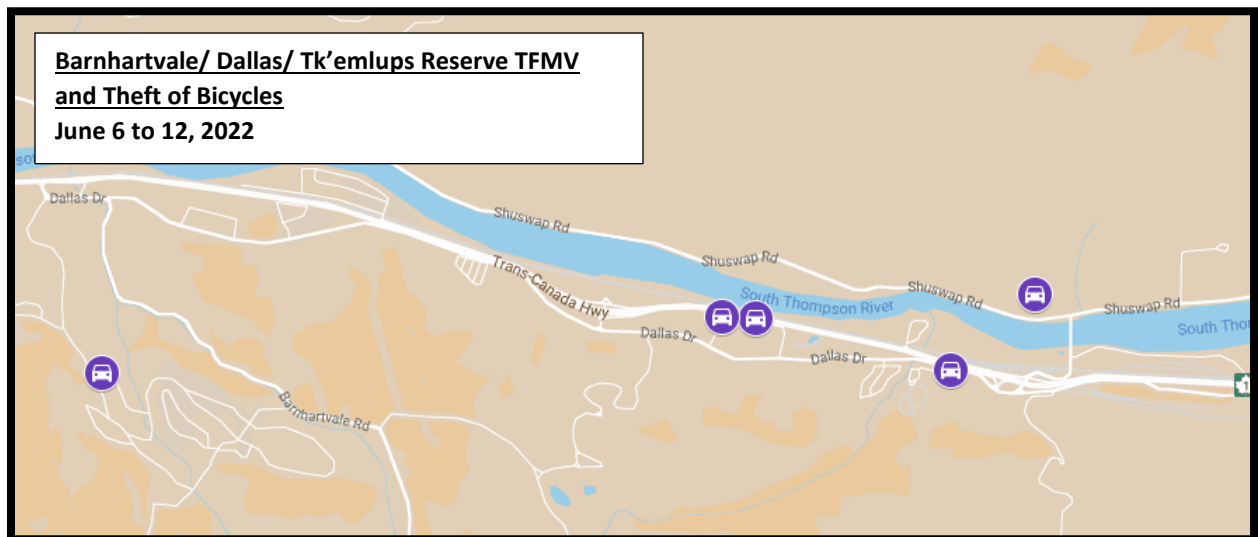 Barnhartvale/ Dallas/ Tk’emlups Reserve TFMV
and Theft of Bicycles
June 6 to 12, 2022
Dallas Dr
Shuswap Rd
Shuswap Rd
Trans-Canada Hwy
Shuswap Rd
South Thompson River
Shuswap Rd
South Tho
Dallas Dr
Dallas Dr
1
Barnhartvale Rd